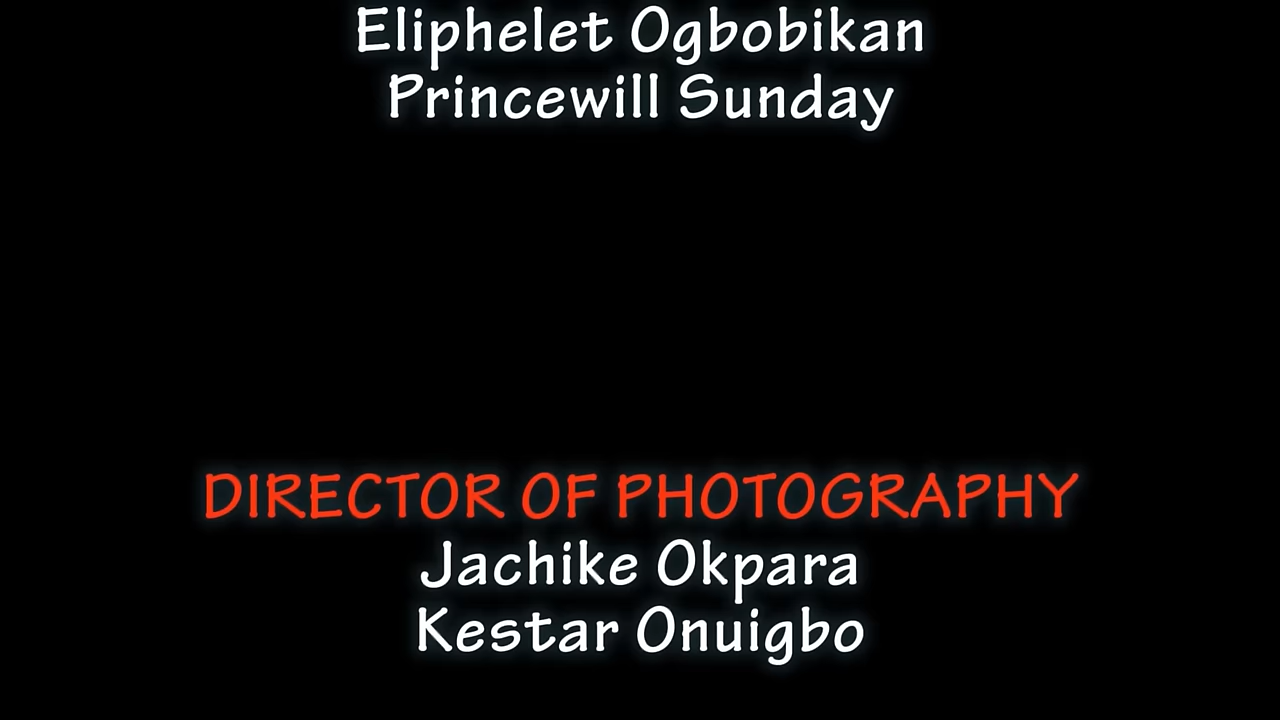 Eliphelet Ogbobikan
Princewill Sunday
DIRECTOR OF PHOTOGRAPHY
Jachike Okpara
Kestar Onuigbo